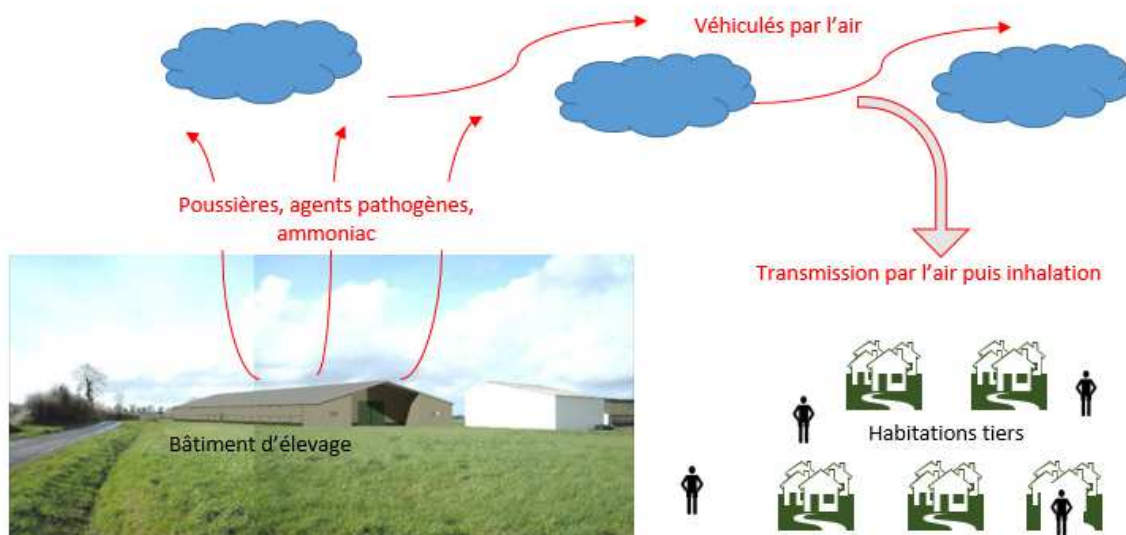 Véhiculés par l'air
Poussières, agents pathogènes,
ammoniac
Transmission par l'air puis inhalation
Bâtiment d'élevage
Habitations tiers